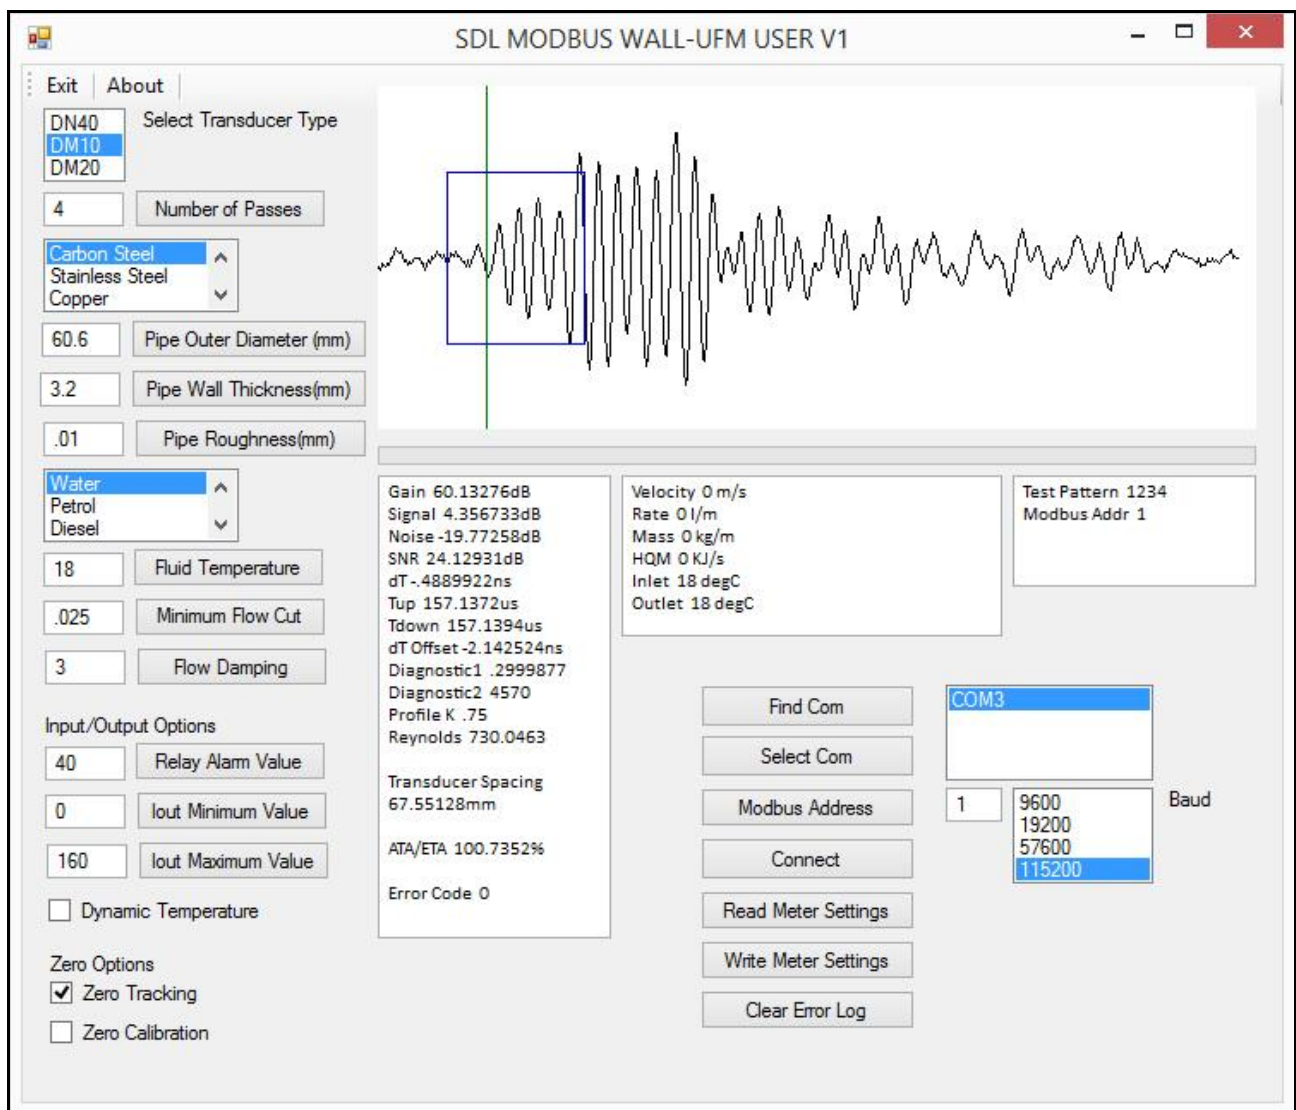 SDL MODBUS WALL-UFM USER V1
Exit
About
DN40
DM10
DM20
Select Transducer Type
4
Number of Passes
Carbon Steel
Stainless Steel
Copper
60.6
Pipe Outer Diameter (mm)
3.2
Pipe Wall Thickness(mm)
.01
Pipe Roughness(mm)
Water
Petrol
Diesel
18
Fluid Temperature
.025
Minimum Flow Cut
3
Flow Damping
Input/Output Options
40
Relay Alarm Value
0
Iout Minimum Value
160
Iout Maximum Value
Dynamic Temperature
Zero Options
Zero Tracking
Zero Calibration
Gain 60.13276dB
Signal 4.356733dB
Noise -19.77258dB
SNR 24.12931dB
dT -.4889922ns
Tup 157.1372us
Tdown 157.1394us
dT Offset -2.142524ns
Diagnostic1 .2999877
Diagnostic2 4570
Profile K .75
Reynolds 730.0463
Transducer Spacing
67.55128mm
ATA/ETA 100.7352%
Error Code 0
Velocity 0 m/s
Rate 0 l/m
Mass 0 kg/m
HQM 0 KJ/s
Inlet 18 degC
Outlet 18 degC
Test Pattern 1234
Modbus Addr 1
Find Com
Select Com
Modbus Address
Connect
Read Meter Settings
Write Meter Settings
Clear Error Log
COM3
1
9600
19200
57600
115200
Baud